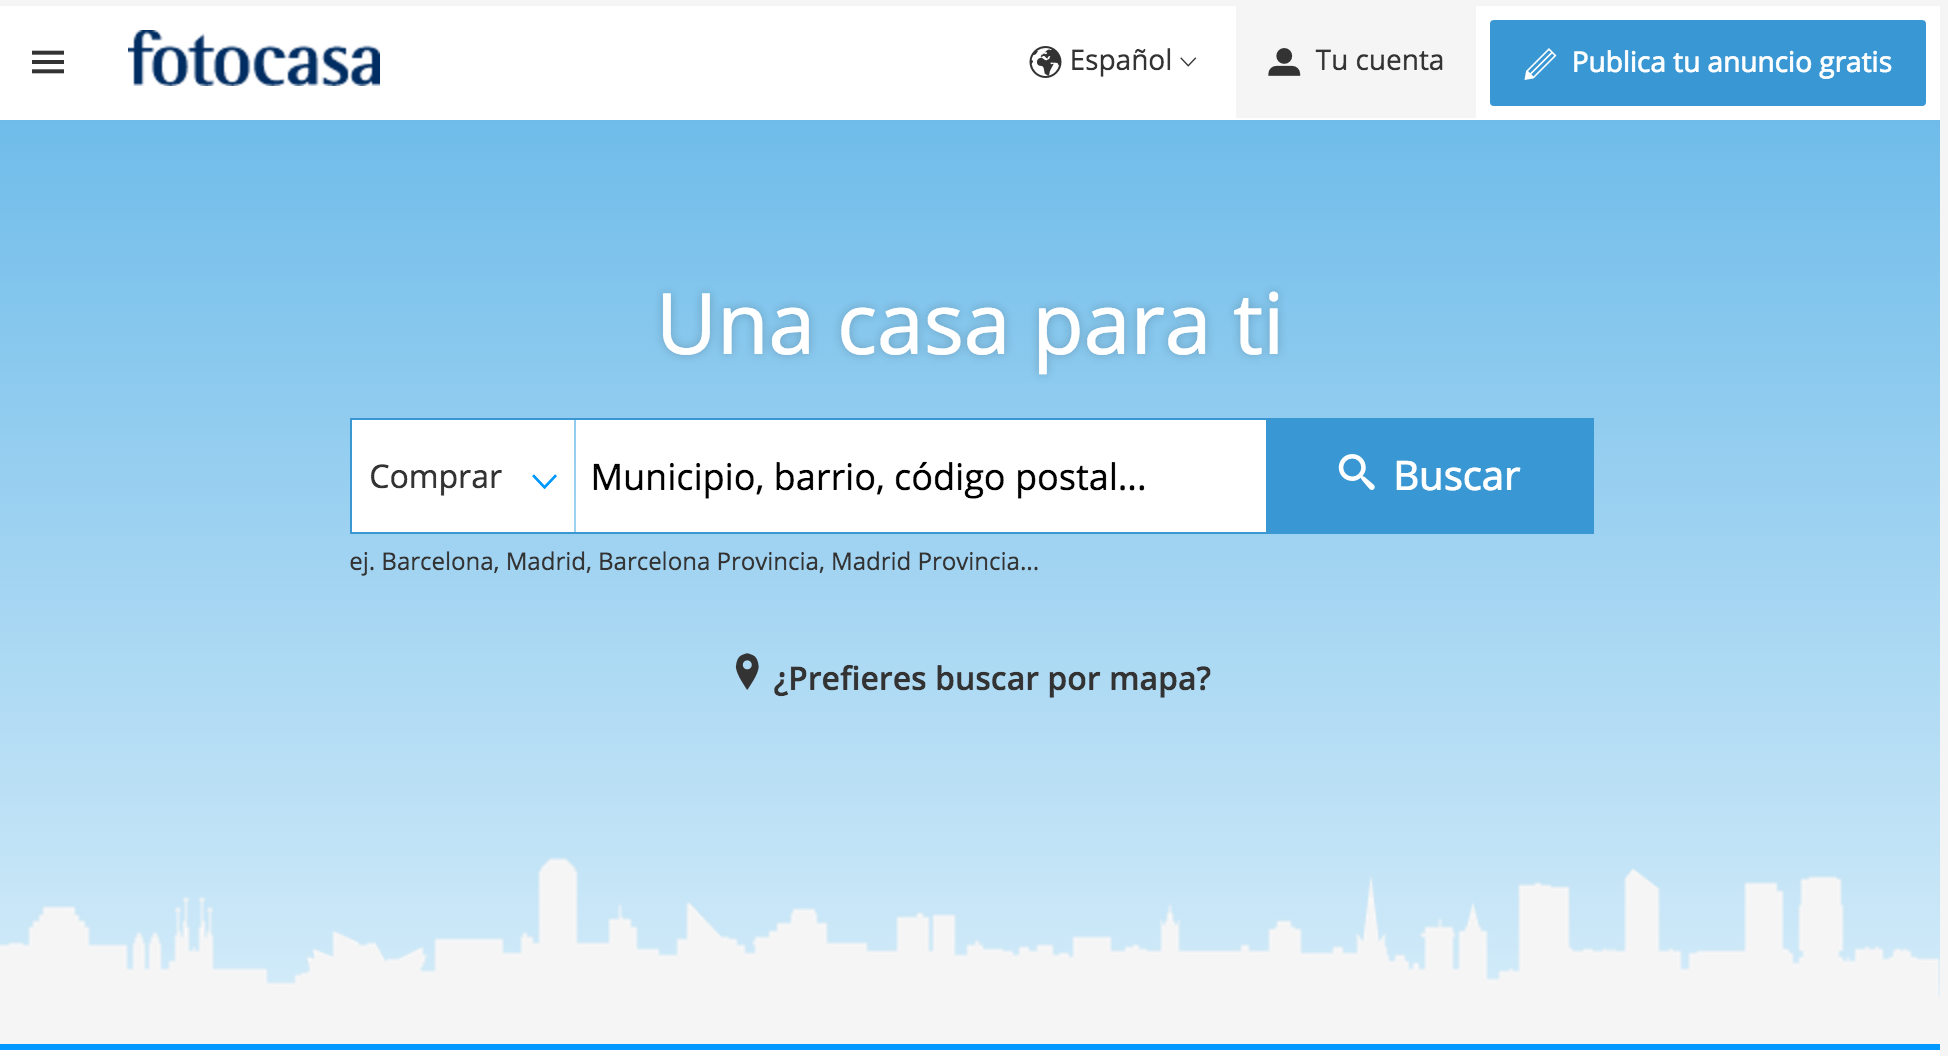 fotocasa
Español
Tu cuenta
Publica tu anuncio gratis
Una casa para ti
Comprar
Municipio, barrio, código postal...
Buscar
ej. Barcelona, Madrid, Barcelona Provincia, Madrid Provincia...
¿Prefieres buscar por mapa?